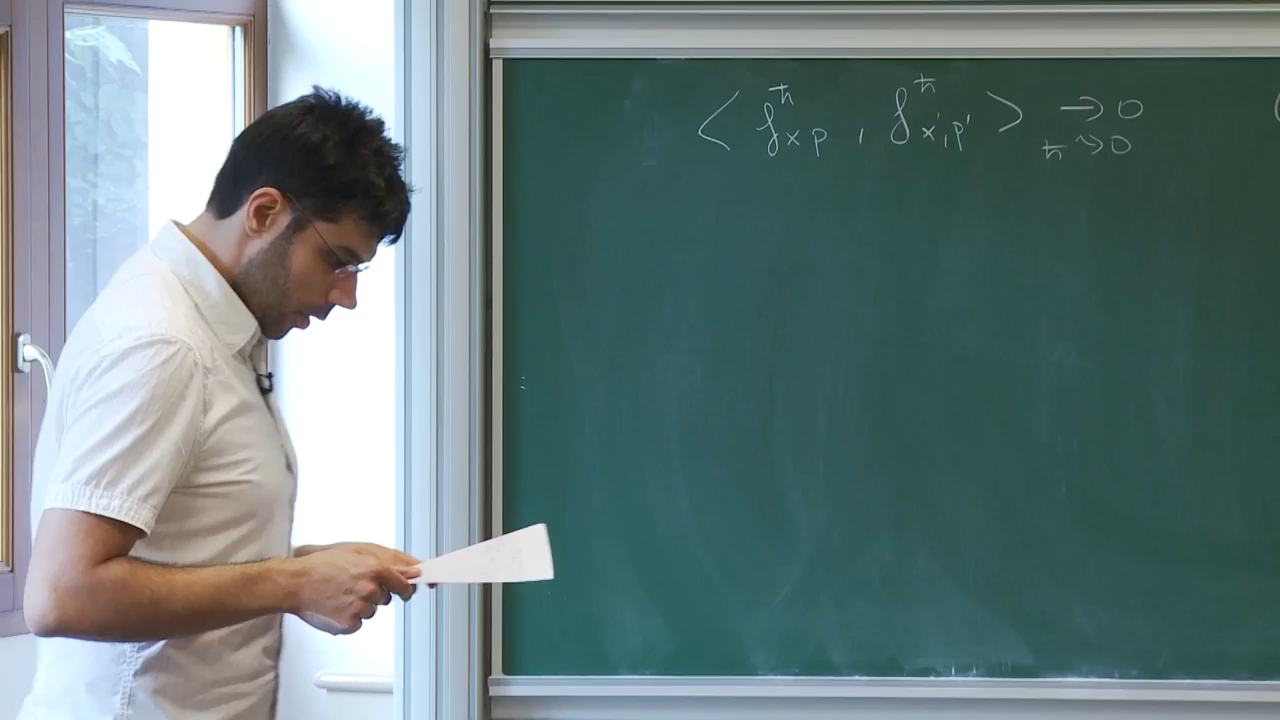 < f^ħ_{x p} , f^ħ_{x',p'} > → 0
ħ → 0